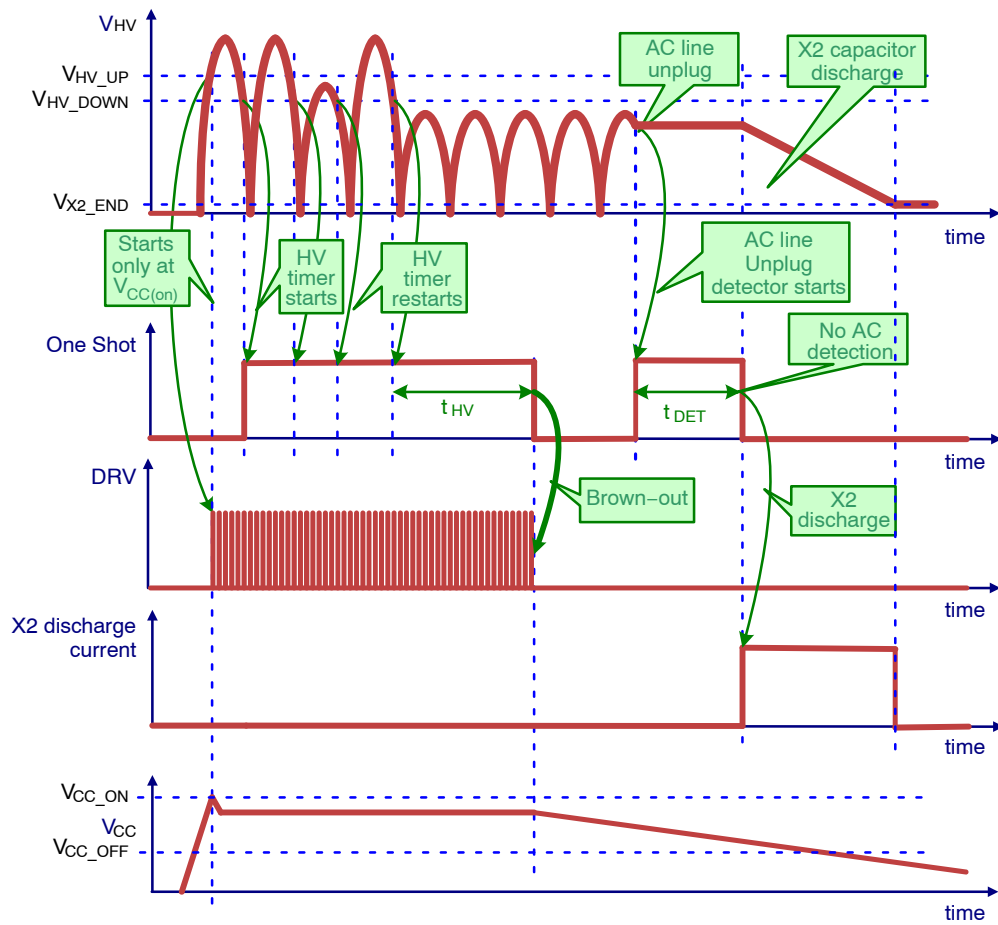 VHV
VHV_UP
VHV_DOWN
VX2_END
AC line
unplug
X2 capacitor
discharge
time
Starts
only at
VCC(on)
HV
timer
starts
HV
timer
restarts
AC line
Unplug
detector starts
One Shot
No AC
detection
tHV
tDET
time
DRV
Brown−out
X2
discharge
time
X2 discharge
current
time
VCC_ON
VCC
VCC_OFF
time